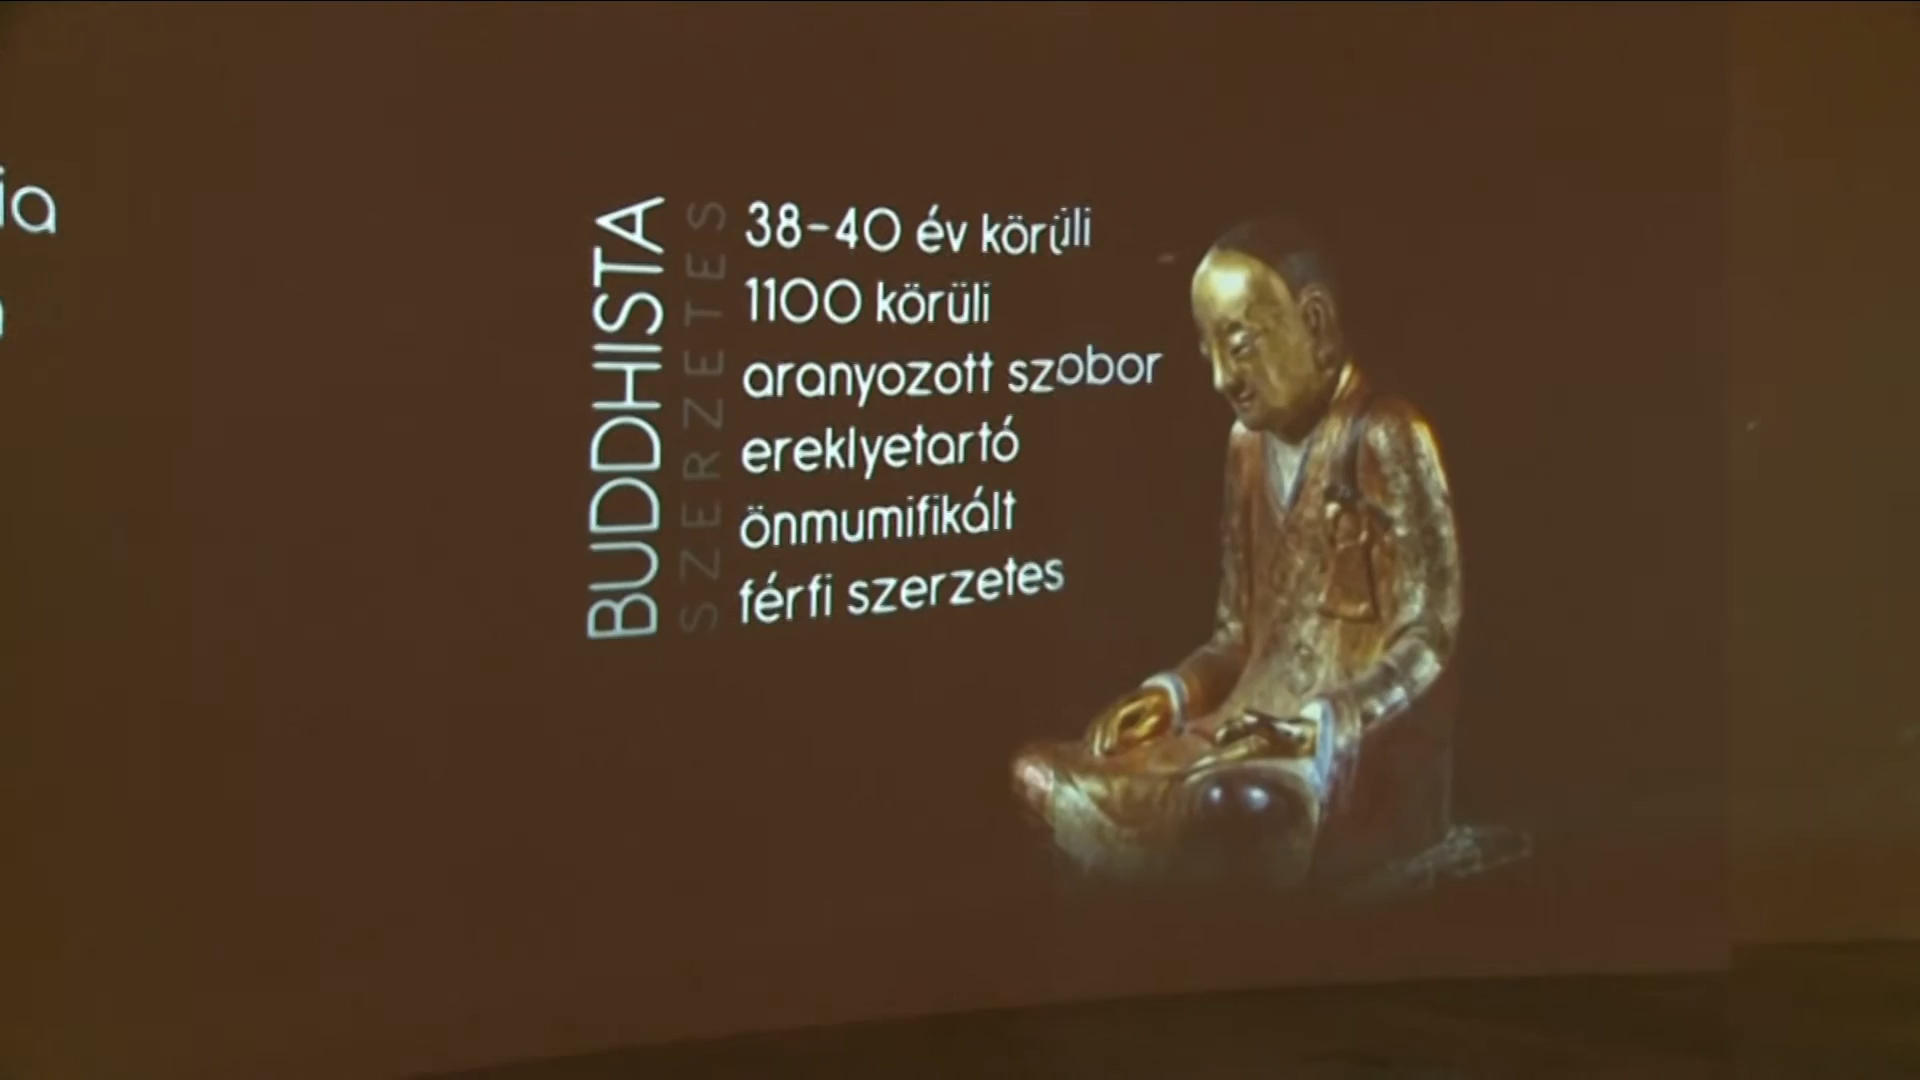 BUDDHISTA
SZERZETES
38-40 év körüli
1100 körüli
aranyozott szobor
ereklyetartó
önmumifikált
férfi szerzetes